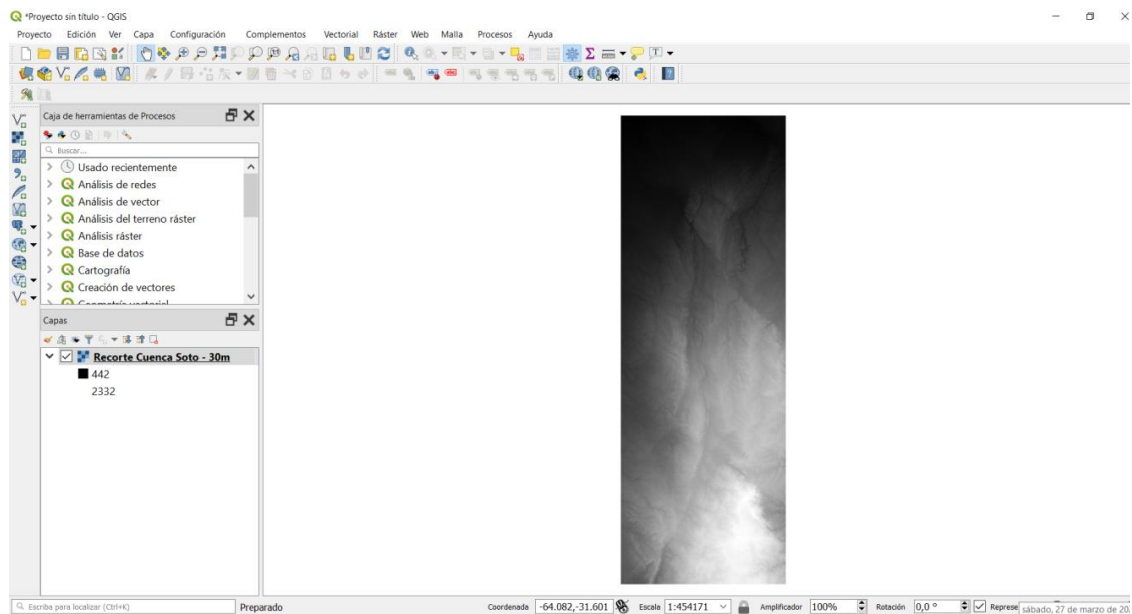 *Proyecto sin título - QGIS
Proyecto Edición Ver Capa Configuración Complementos Vectorial Ráster Web Malla Procesos Ayuda
Caja de herramientas de Procesos
Buscar...
Usado recientemente
Análisis de redes
Análisis de vector
Análisis del terreno ráster
Análisis ráster
Base de datos
Cartografía
Creación de vectores
Geometría vectorial
Capas
Recorte Cuenca Soto - 30m
442
2332
Escriba para localizar (Ctrl+K) Preparado Coordenada -64.082,-31.601 Escala 1:454171 Amplificador 100% Rotación 0,0 ° Represe
sábado, 27 de marzo de 20